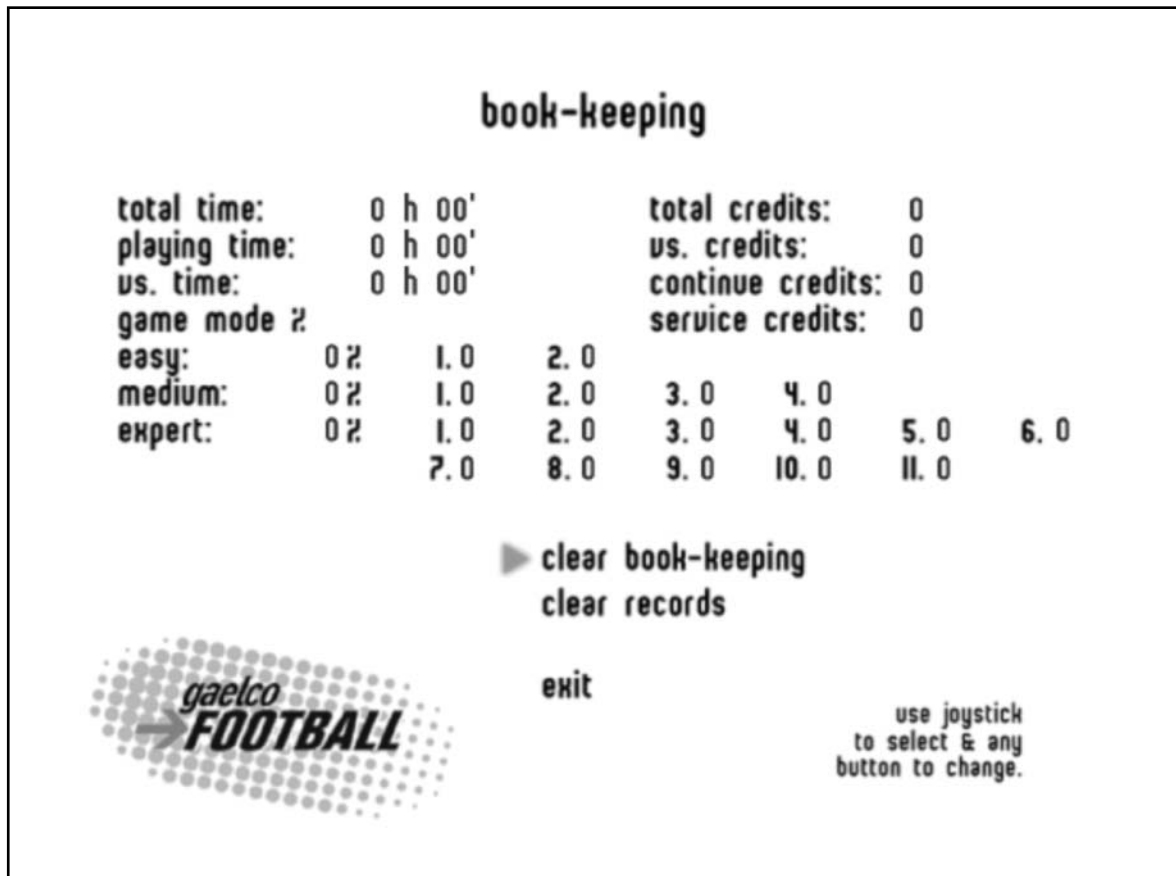 book-keeping
total time: 0 h 00' total credits: 0
playing time: 0 h 00' vs. credits: 0
vs. time: 0 h 00' continue credits: 0
game mode % service credits: 0
easy: 0% 1. 0 2. 0
medium: 0% 1. 0 2. 0 3. 0 4. 0
expert: 0% 1. 0 2. 0 3. 0 4. 0 5. 0 6. 0
7. 0 8. 0 9. 0 10. 0 11. 0
clear book-keeping
clear records
exit
gaelco
FOOTBALL
use joystick
to select & any
button to change.